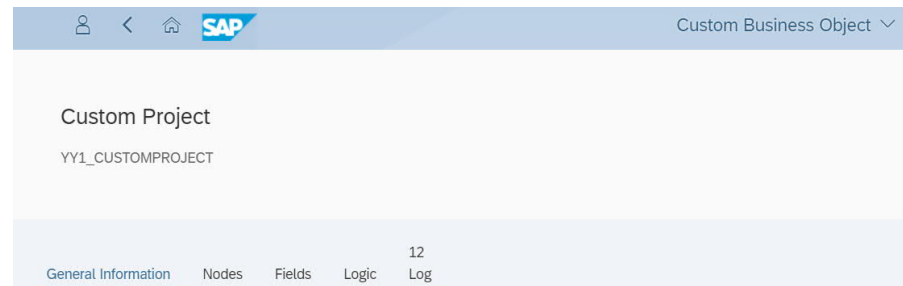 SAP Custom Business Object
Custom Project
YY1_CUSTOMPROJECT
12
General Information Nodes Fields Logic Log